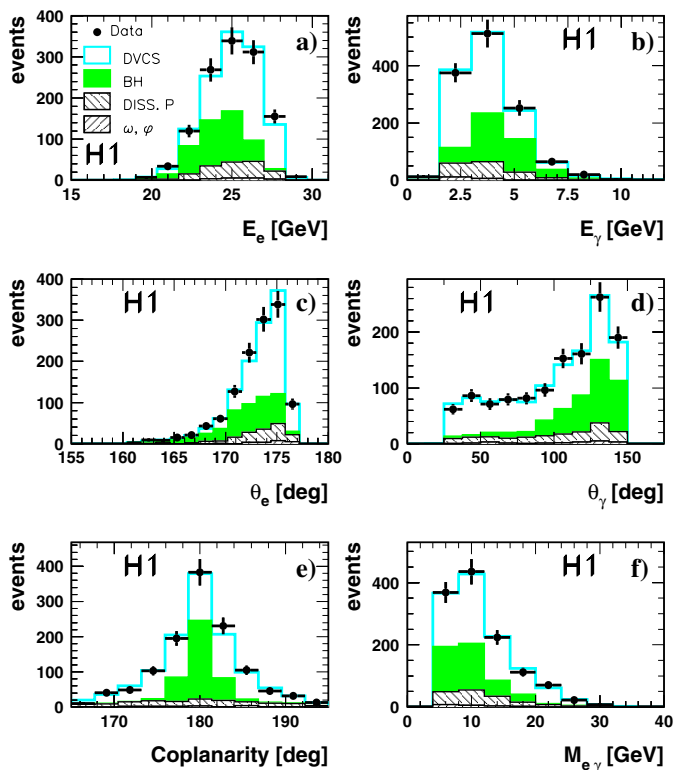 events
400
300
200
100
0
Data
DVCS
BH
DISS. P
ω, φ
H1
a)
15 20 25 30
E_e [GeV]
events
400
200
0
H1
b)
2.5 5 7.5 10
E_γ [GeV]
events
400
300
200
100
0
H1
c)
155 160 165 170 175 180
θ_e [deg]
events
300
200
100
0
H1
d)
0 50 100 150
θ_γ [deg]
events
400
300
200
100
0
H1
e)
170 180 190
Coplanarity [deg]
events
400
300
200
100
0
H1
f)
0 10 20 30 40
M_e γ [GeV]